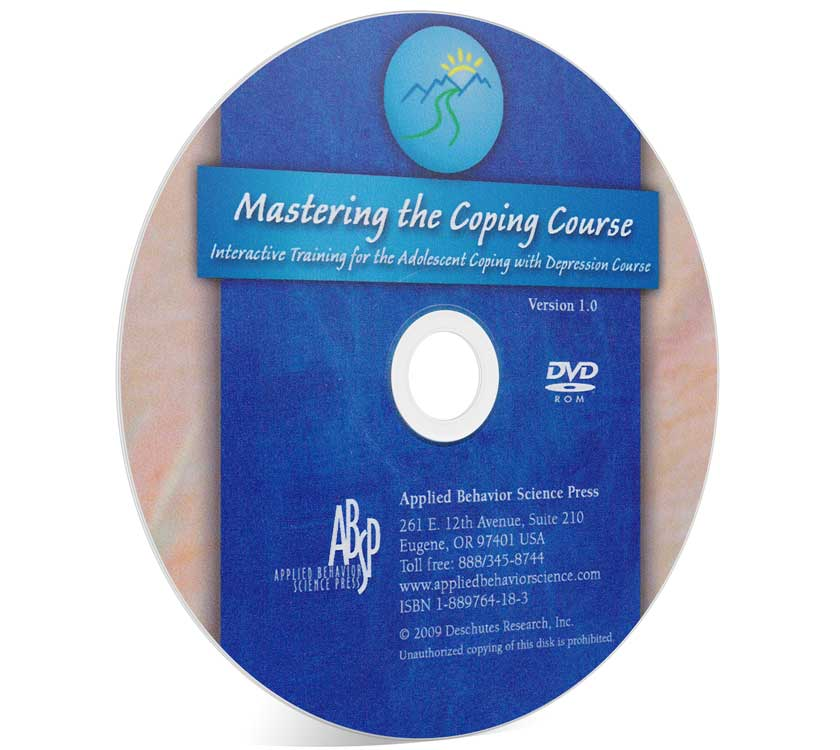 Mastering the Coping Course
Interactive Training for the Adolescent Coping with Depression Course
Version 1.0
DVD
ROM
ABSP
APPLIED BEHAVIOR
SCIENCE PRESS
Applied Behavior Science Press
261 E. 12th Avenue, Suite 210
Eugene, OR 97401 USA
Toll free: 888/345-8744
www.appliedbehaviorscience.com
ISBN 1-889764-18-3
© 2009 Deschutes Research, Inc.
Unauthorized copying of this disk is prohibited.